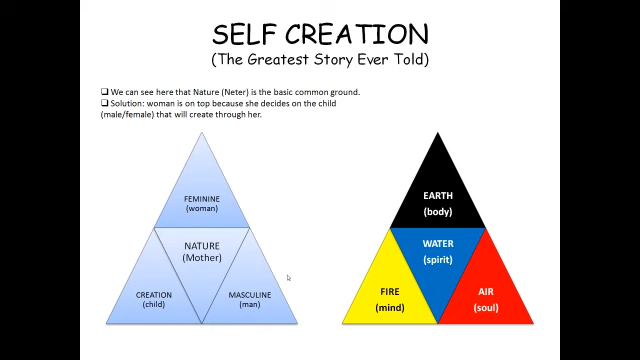 SELF CREATION
(The Greatest Story Ever Told)
❑ We can see here that Nature (Neter) is the basic common ground.
❑ Solution: woman is on top because she decides on the child
(male/female) that will create through her.
FEMININE
(woman)
NATURE
(Mother)
CREATION
(child)
MASCULINE
(man)
EARTH
(body)
WATER
(spirit)
FIRE
(mind)
AIR
(soul)